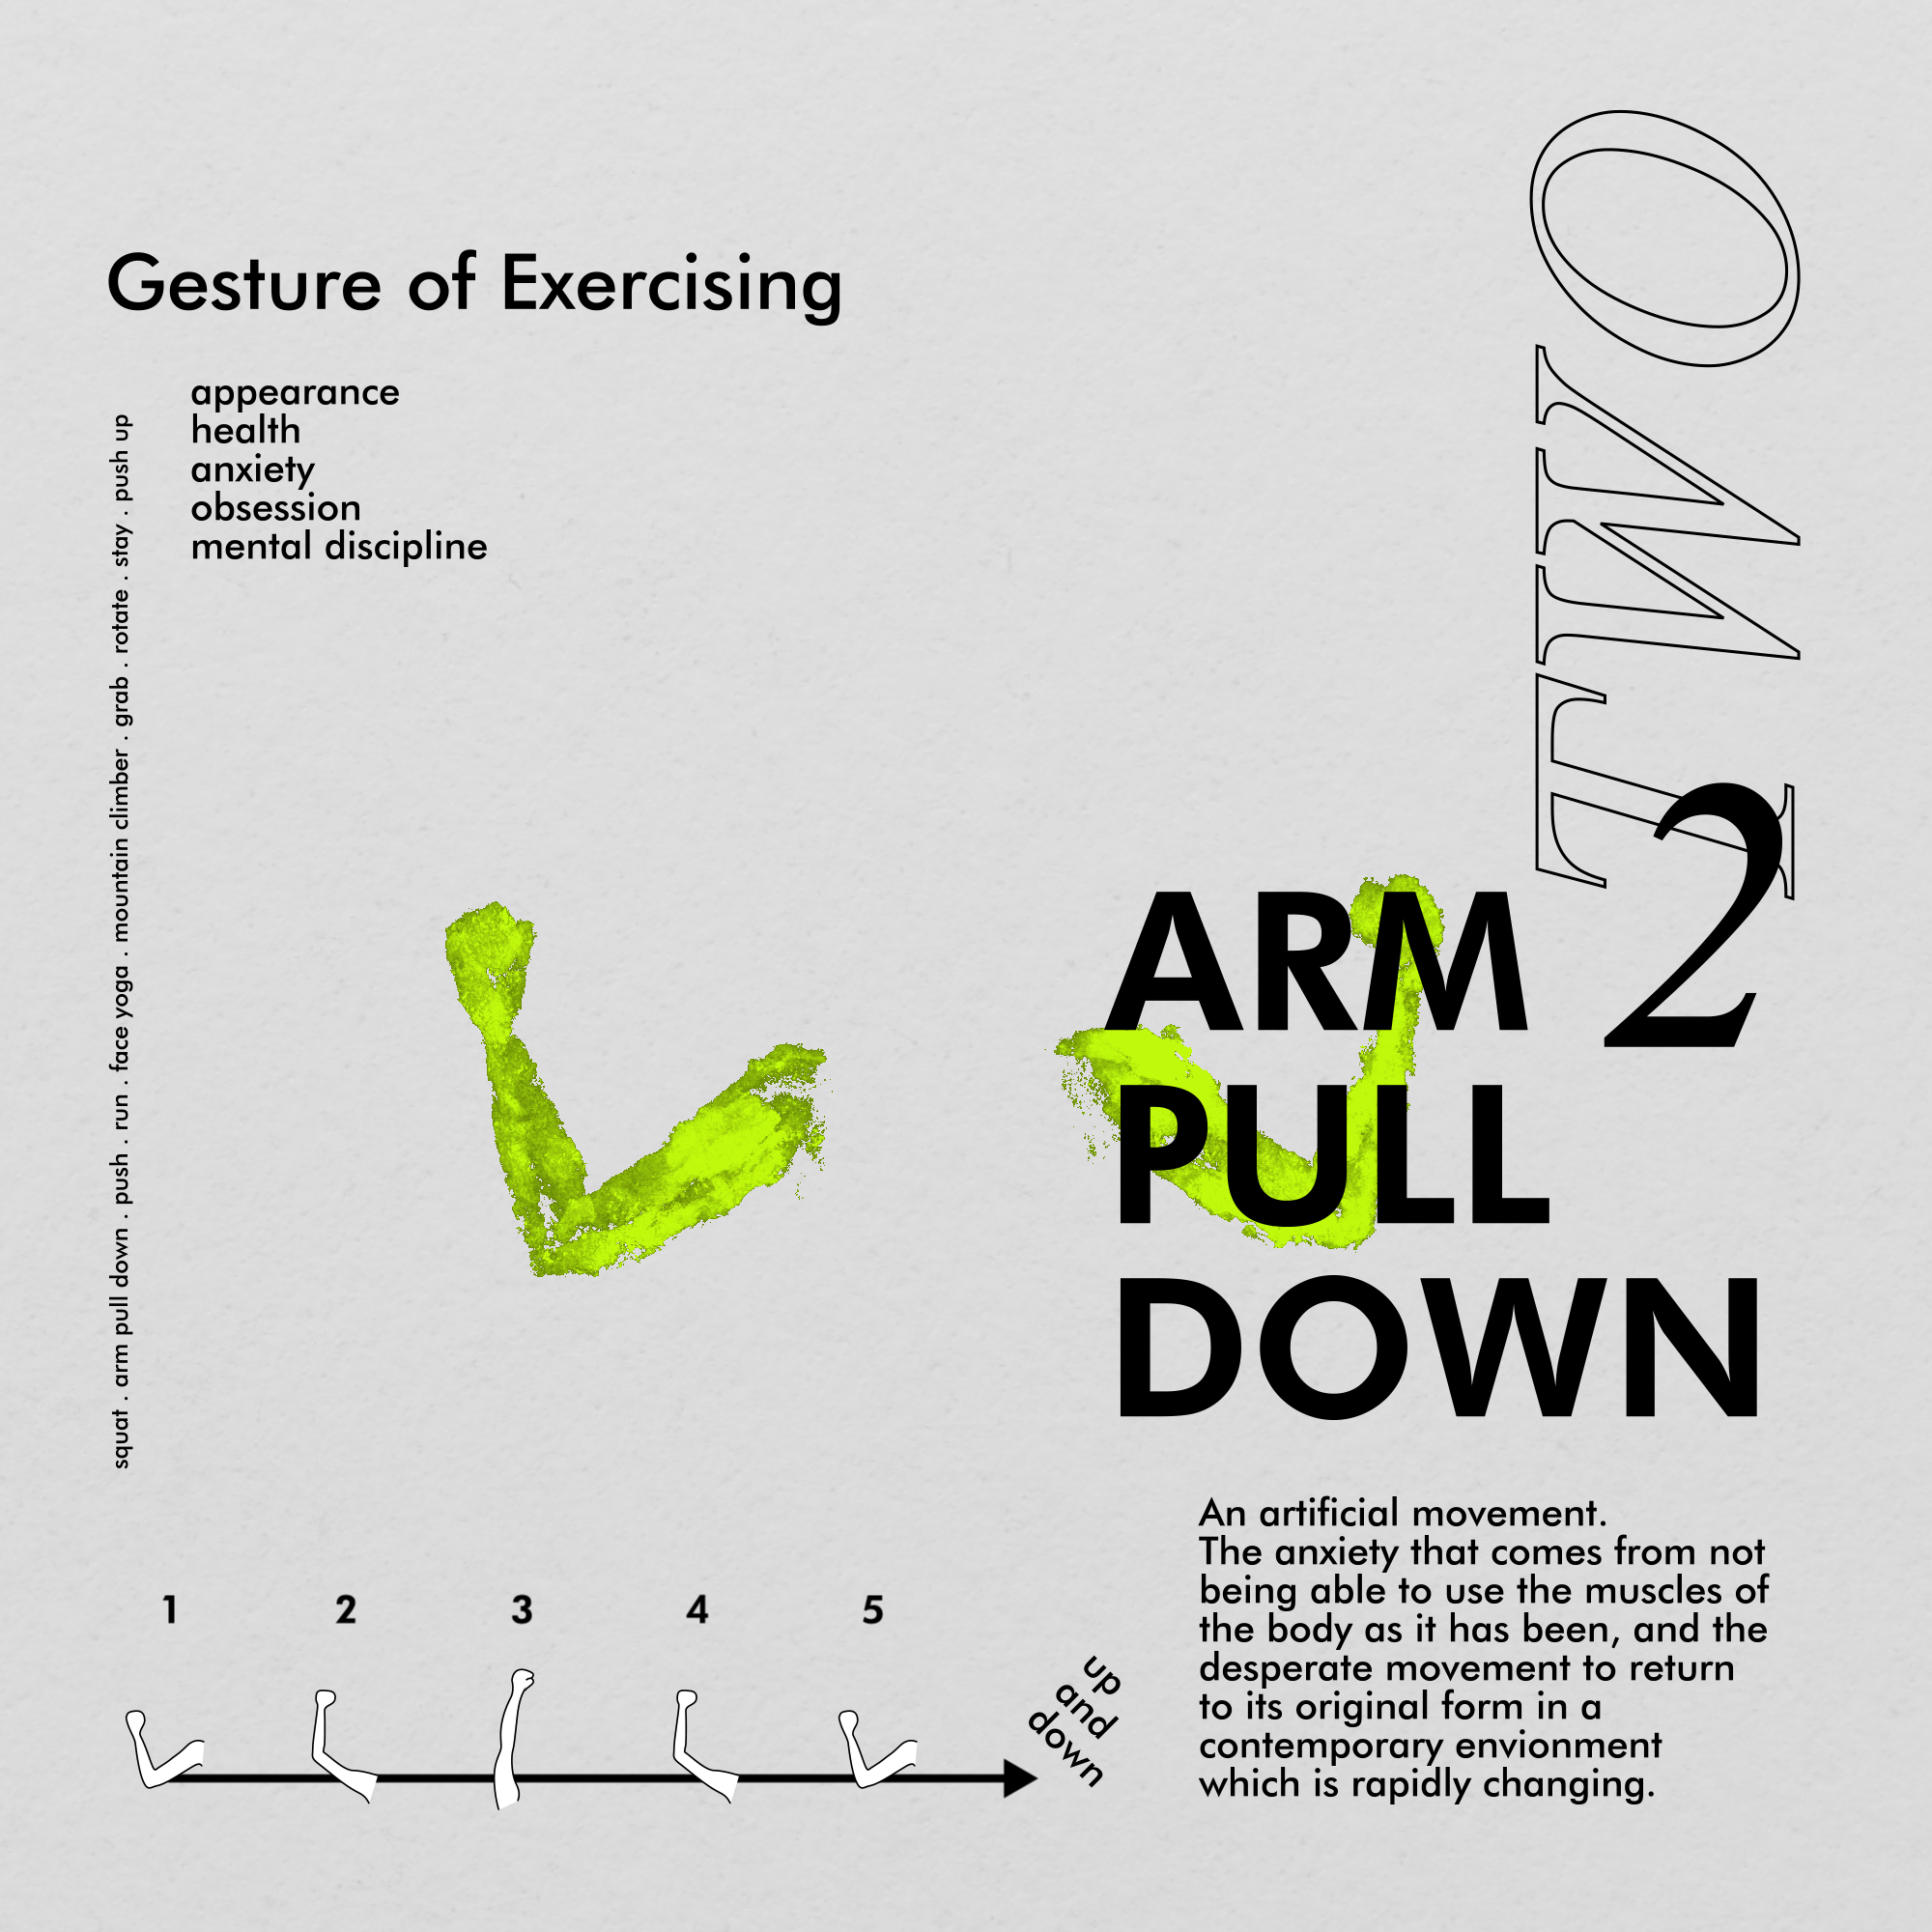 TWO
Gesture of Exercising
appearance
health
anxiety
obsession
mental discipline
squat . arm pull down . push . run . face yoga . mountain climber . grab . rotate . stay . push up
2
ARM
PULL
DOWN
An artificial movement.
The anxiety that comes from not
being able to use the muscles of
the body as it has been, and the
desperate movement to return
to its original form in a
contemporary envionment
which is rapidly changing.
1 2 3 4 5
up
and
down